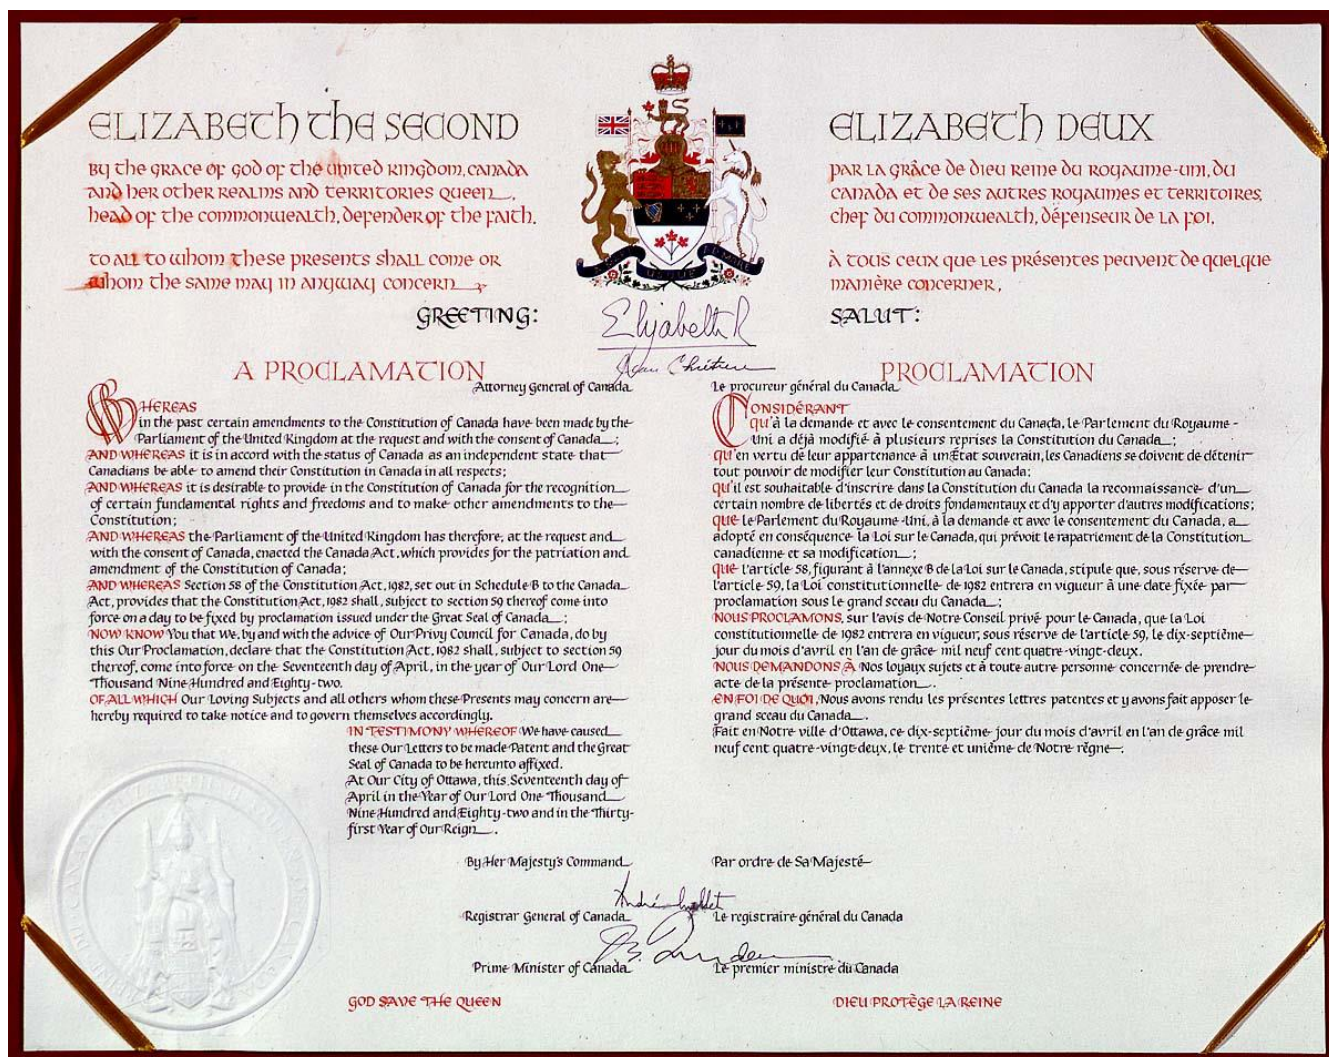 ELIZABETH THE SECOND
BY THE GRACE OF GOD OF THE UNITED KINGDOM, CANADA
AND HER OTHER REALMS AND TERRITORIES QUEEN,
HEAD OF THE COMMONWEALTH, DEFENDER OF THE FAITH.
TO ALL TO WHOM THESE PRESENTS SHALL COME OR
WHOM THE SAME MAY IN ANYWAY CONCERN,
GREETING:
ELIZABETH DEUX
PAR LA GRÂCE DE DIEU REINE DU ROYAUME-UNI, DU
CANADA ET DE SES AUTRES ROYAUMES ET TERRITOIRES,
CHEF DU COMMONWEALTH, DÉFENSEUR DE LA FOI.
À TOUS CEUX QUE LES PRÉSENTES PEUVENT DE QUELQUE
MANIÈRE CONCERNER,
SALUT:
A MARI USQUE AD MARE
Elizabeth R
Jean Chrétien
A PROCLAMATION
Attorney General of Canada
WHEREAS
in the past certain amendments to the Constitution of Canada have been made by the
Parliament of the United Kingdom at the request and with the consent of Canada;
AND WHEREAS it is in accord with the status of Canada as an independent state that
Canadians be able to amend their Constitution in Canada in all respects;
AND WHEREAS it is desirable to provide in the Constitution of Canada for the recognition
of certain fundamental rights and freedoms and to make other amendments to the
Constitution;
AND WHEREAS the Parliament of the United Kingdom has therefore, at the request and
with the consent of Canada, enacted the Canada Act, which provides for the patriation and
amendment of the Constitution of Canada;
AND WHEREAS Section 58 of the Constitution Act, 1982, set out in Schedule B to the Canada
Act, provides that the Constitution Act, 1982 shall, subject to section 59 thereof come into
force on a day to be fixed by proclamation issued under the Great Seal of Canada;
NOW KNOW You that We, by and with the advice of Our Privy Council for Canada, do by
this Our Proclamation, declare that the Constitution Act, 1982 shall, subject to section 59
thereof, come into force on the Seventeenth day of April, in the year of Our Lord One
Thousand Nine Hundred and Eighty-two.
OF ALL WHICH Our Loving Subjects and all others whom these Presents may concern are
hereby required to take notice and to govern themselves accordingly.
IN TESTIMONY WHEREOF We have caused
these Our Letters to be made Patent and the Great
Seal of Canada to be hereunto affixed.
At Our City of Ottawa, this Seventeenth day of
April in the Year of Our Lord One Thousand
Nine Hundred and Eighty-two and in the Thirty-
first Year of Our Reign.
PROCLAMATION
Le procureur général du Canada
CONSIDÉRANT
qu'à la demande et avec le consentement du Canada, le Parlement du Royaume-
Uni a déjà modifié à plusieurs reprises la Constitution du Canada;
qu'en vertu de leur appartenance à un État souverain, les Canadiens se doivent de détenir
tout pouvoir de modifier leur Constitution au Canada;
qu'il est souhaitable d'inscrire dans la Constitution du Canada la reconnaissance d'un
certain nombre de libertés et de droits fondamentaux et d'y apporter d'autres modifications;
que le Parlement du Royaume-Uni, à la demande et avec le consentement du Canada, a
adopté en conséquence la Loi sur le Canada, qui prévoit le rapatriement de la Constitution
canadienne et sa modification;
que l'article 58, figurant à l'annexe B de la Loi sur le Canada, stipule que, sous réserve de
l'article 59, la Loi constitutionnelle de 1982 entrera en vigueur à une date fixée par
proclamation sous le grand sceau du Canada;
NOUS PROCLAMONS, sur l'avis de Notre Conseil privé pour le Canada, que la Loi
constitutionnelle de 1982 entrera en vigueur, sous réserve de l'article 59, le dix-septième
jour du mois d'avril en l'an de grâce mil neuf cent quatre-vingt-deux.
NOUS DEMANDONS À Nos loyaux sujets et à toute autre personne concernée de prendre
acte de la présente proclamation.
EN FOI DE QUOI, Nous avons rendu les présentes lettres patentes et y avons fait apposer le
grand sceau du Canada.
Fait en Notre ville d'Ottawa, ce dix-septième jour du mois d'avril en l'an de grâce mil
neuf cent quatre-vingt-deux, le trente et unième de Notre règne.
By Her Majesty's Command
Par ordre de Sa Majesté
André Ouellet
Registrar General of Canada
Le registraire général du Canada
Prime Minister of Canada
Le premier ministre du Canada
GOD SAVE THE QUEEN
DIEU PROTÈGE LA REINE